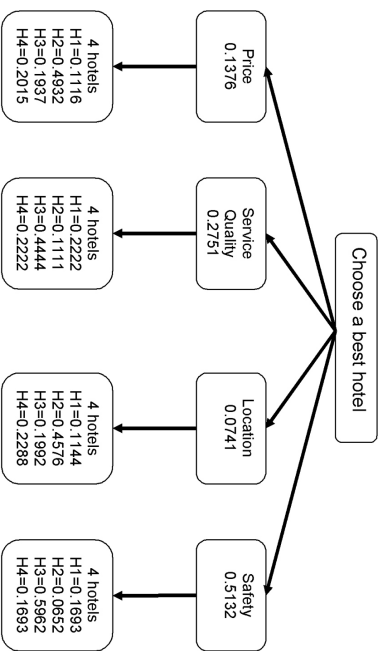 Choose a best hotel
Price
0.1376
Service
Quality
0.2751
Location
0.0741
Safety
0.5132
4 hotels
H1=0.1116
H2=0.4932
H3=0.1937
H4=0.2015
4 hotels
H1=0.2222
H2=0.1111
H3=0.4444
H4=0.2222
4 hotels
H1=0.1144
H2=0.4576
H3=0.1992
H4=0.2288
4 hotels
H1=0.1693
H2=0.0652
H3=0.5962
H4=0.1693